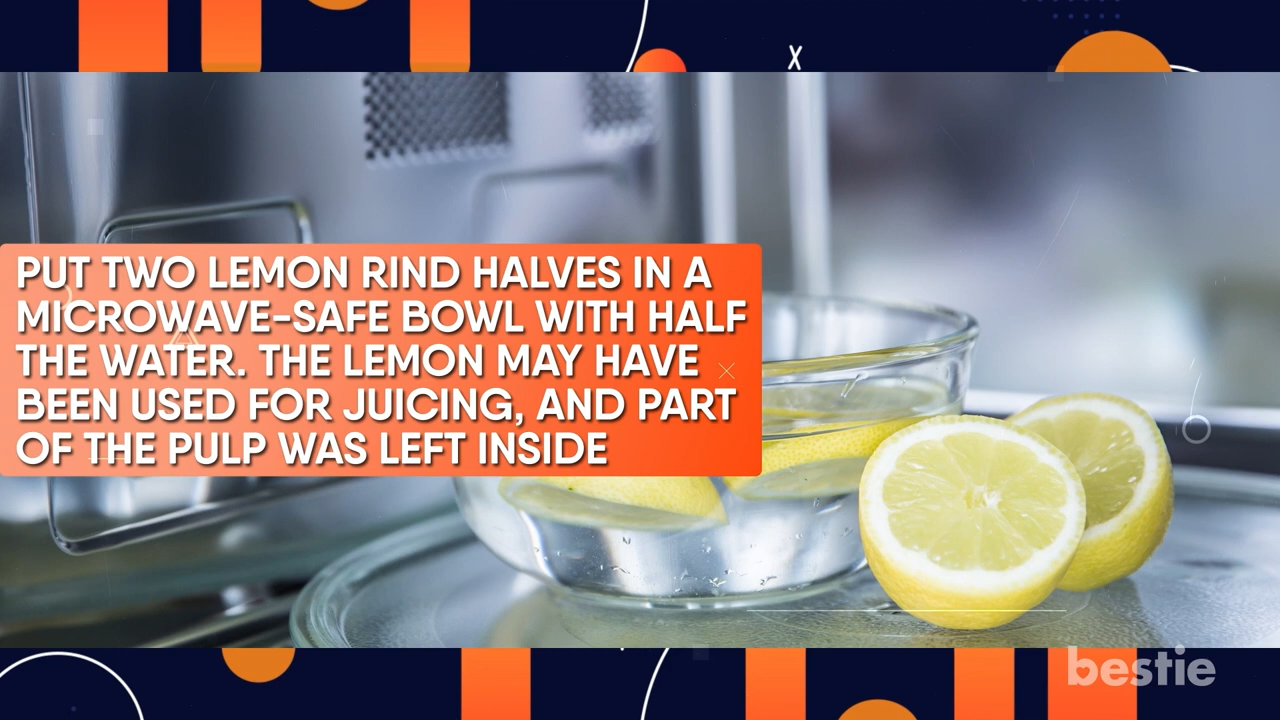 PUT TWO LEMON RIND HALVES IN A
MICROWAVE-SAFE BOWL WITH HALF
THE WATER. THE LEMON MAY HAVE
BEEN USED FOR JUICING, AND PART
OF THE PULP WAS LEFT INSIDE
bestie